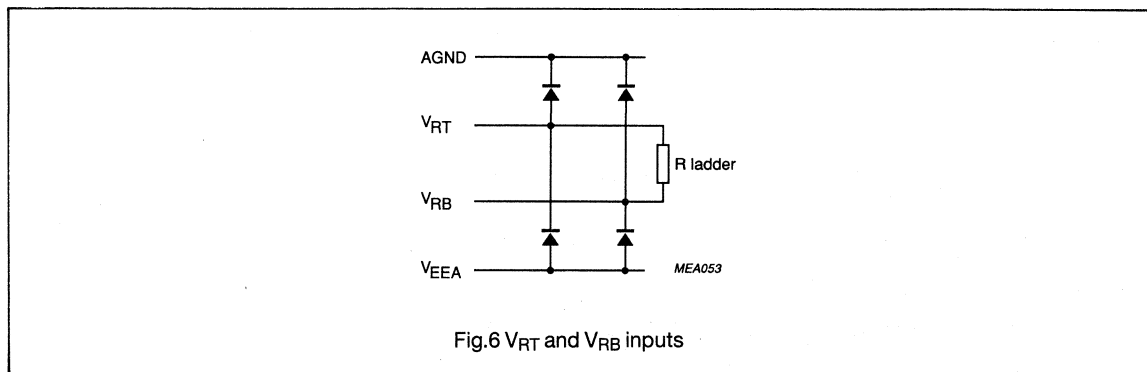 AGND
VRT
R ladder
VRB
VEEA
MEA053
Fig.6 VRT and VRB inputs